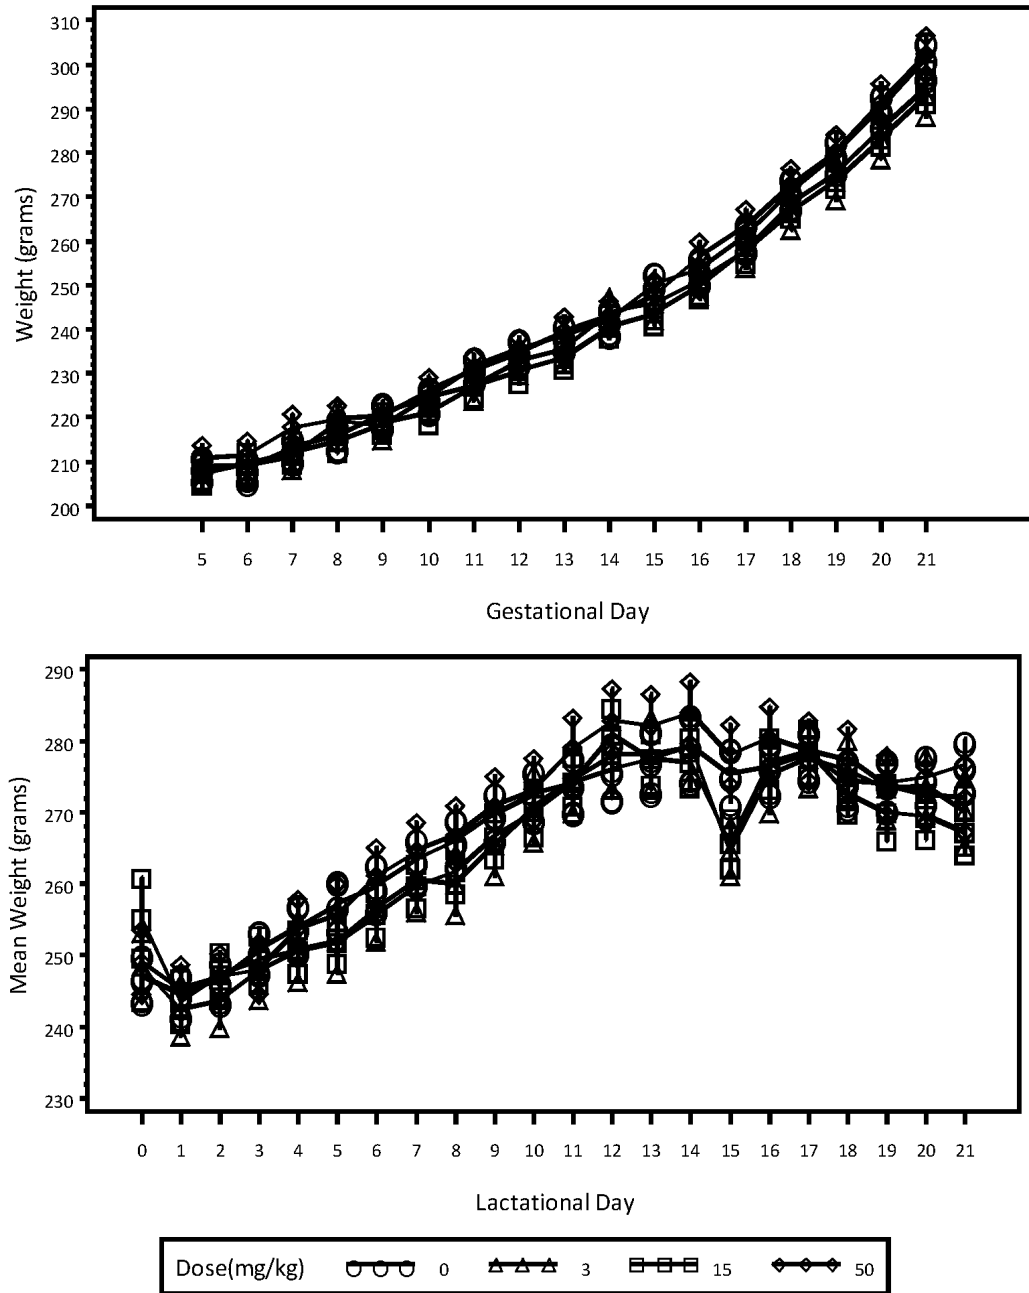 310
300
290
280
270
260
250
240
230
220
210
200
Weight (grams)
5 6 7 8 9 10 11 12 13 14 15 16 17 18 19 20 21
Gestational Day
290
280
270
260
250
240
230
Mean Weight (grams)
0 1 2 3 4 5 6 7 8 9 10 11 12 13 14 15 16 17 18 19 20 21
Lactational Day
Dose(mg/kg) 0 3 15 50